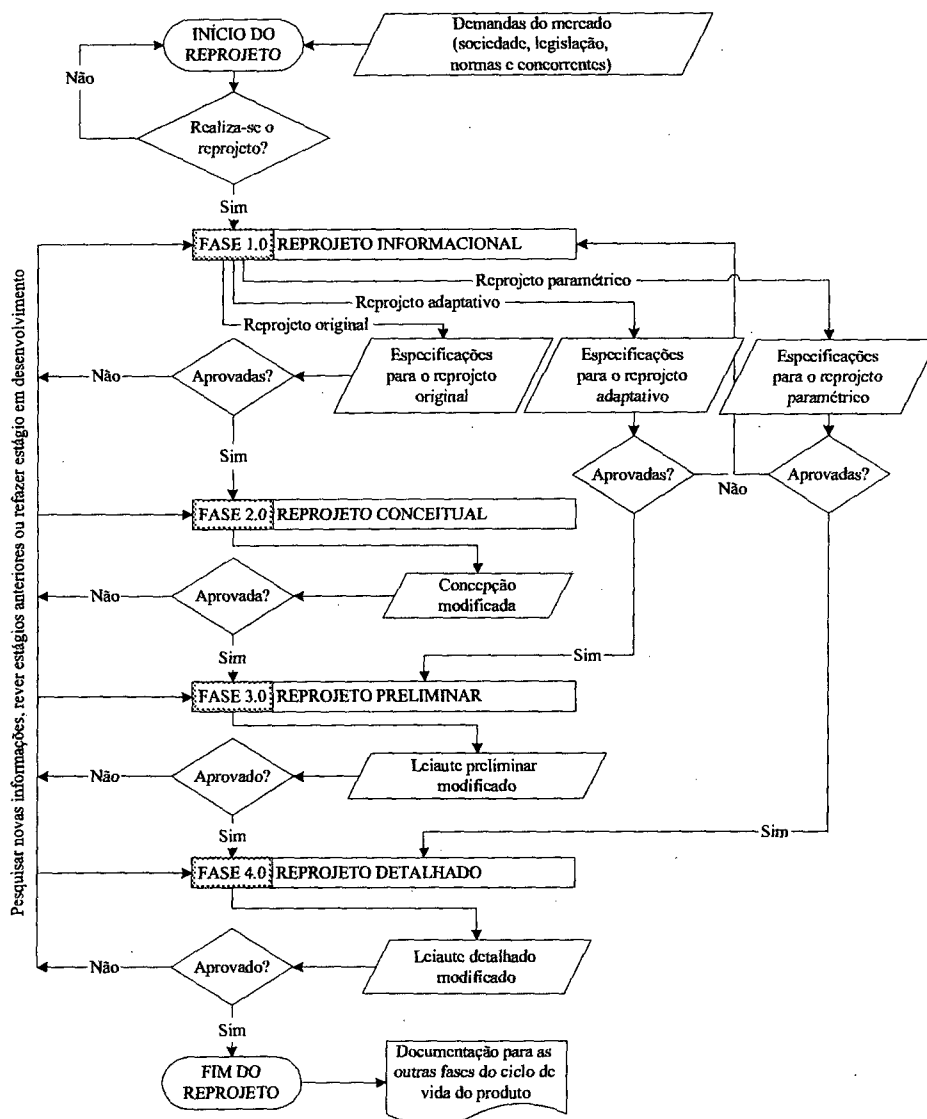 INÍCIO DO
REPROJETO
Demandas do mercado
(sociedade, legislação,
normas e concorrentes)
Não
Realiza-se o
reprojeto?
Sim
FASE 1.0 REPROJETO INFORMACIONAL
Reprojeto paramétrico
Reprojeto adaptativo
Reprojeto original
Não
Aprovadas?
Especificações
para o reprojeto
original
Especificações
para o reprojeto
adaptativo
Especificações
para o reprojeto
paramétrico
Sim
Aprovadas?
Não
Aprovadas?
FASE 2.0 REPROJETO CONCEITUAL
Não
Aprovada?
Concepção
modificada
Sim
Sim
FASE 3.0 REPROJETO PRELIMINAR
Não
Aprovado?
Leiaute preliminar
modificado
Sim
Sim
FASE 4.0 REPROJETO DETALHADO
Não
Aprovado?
Leiaute detalhado
modificado
Sim
FIM DO
REPROJETO
Documentação para as
outras fases do ciclo de
vida do produto
Pesquisar novas informações, rever estágios anteriores ou refazer estágio em desenvolvimento